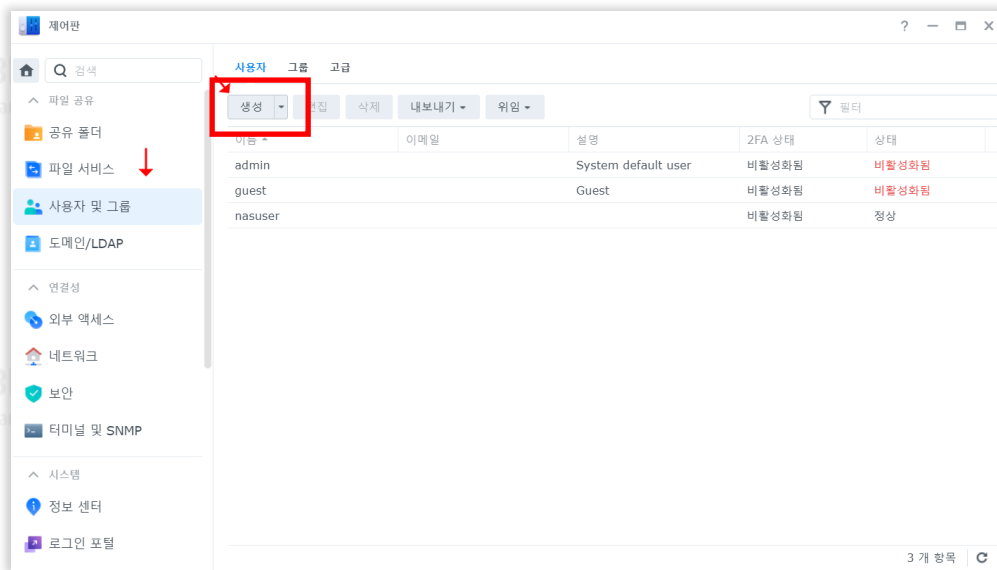 제어판
검색
파일 공유
공유 폴더
파일 서비스
사용자 및 그룹
도메인/LDAP
연결성
외부 액세스
네트워크
보안
터미널 및 SNMP
시스템
정보 센터
로그인 포털
사용자 그룹 고급
생성 편집 삭제 내보내기 위임 필터
이름 이메일 설명 2FA 상태 상태
admin System default user 비활성화됨 비활성화됨
guest Guest 비활성화됨 비활성화됨
nasuser 비활성화됨 정상
3 개 항목